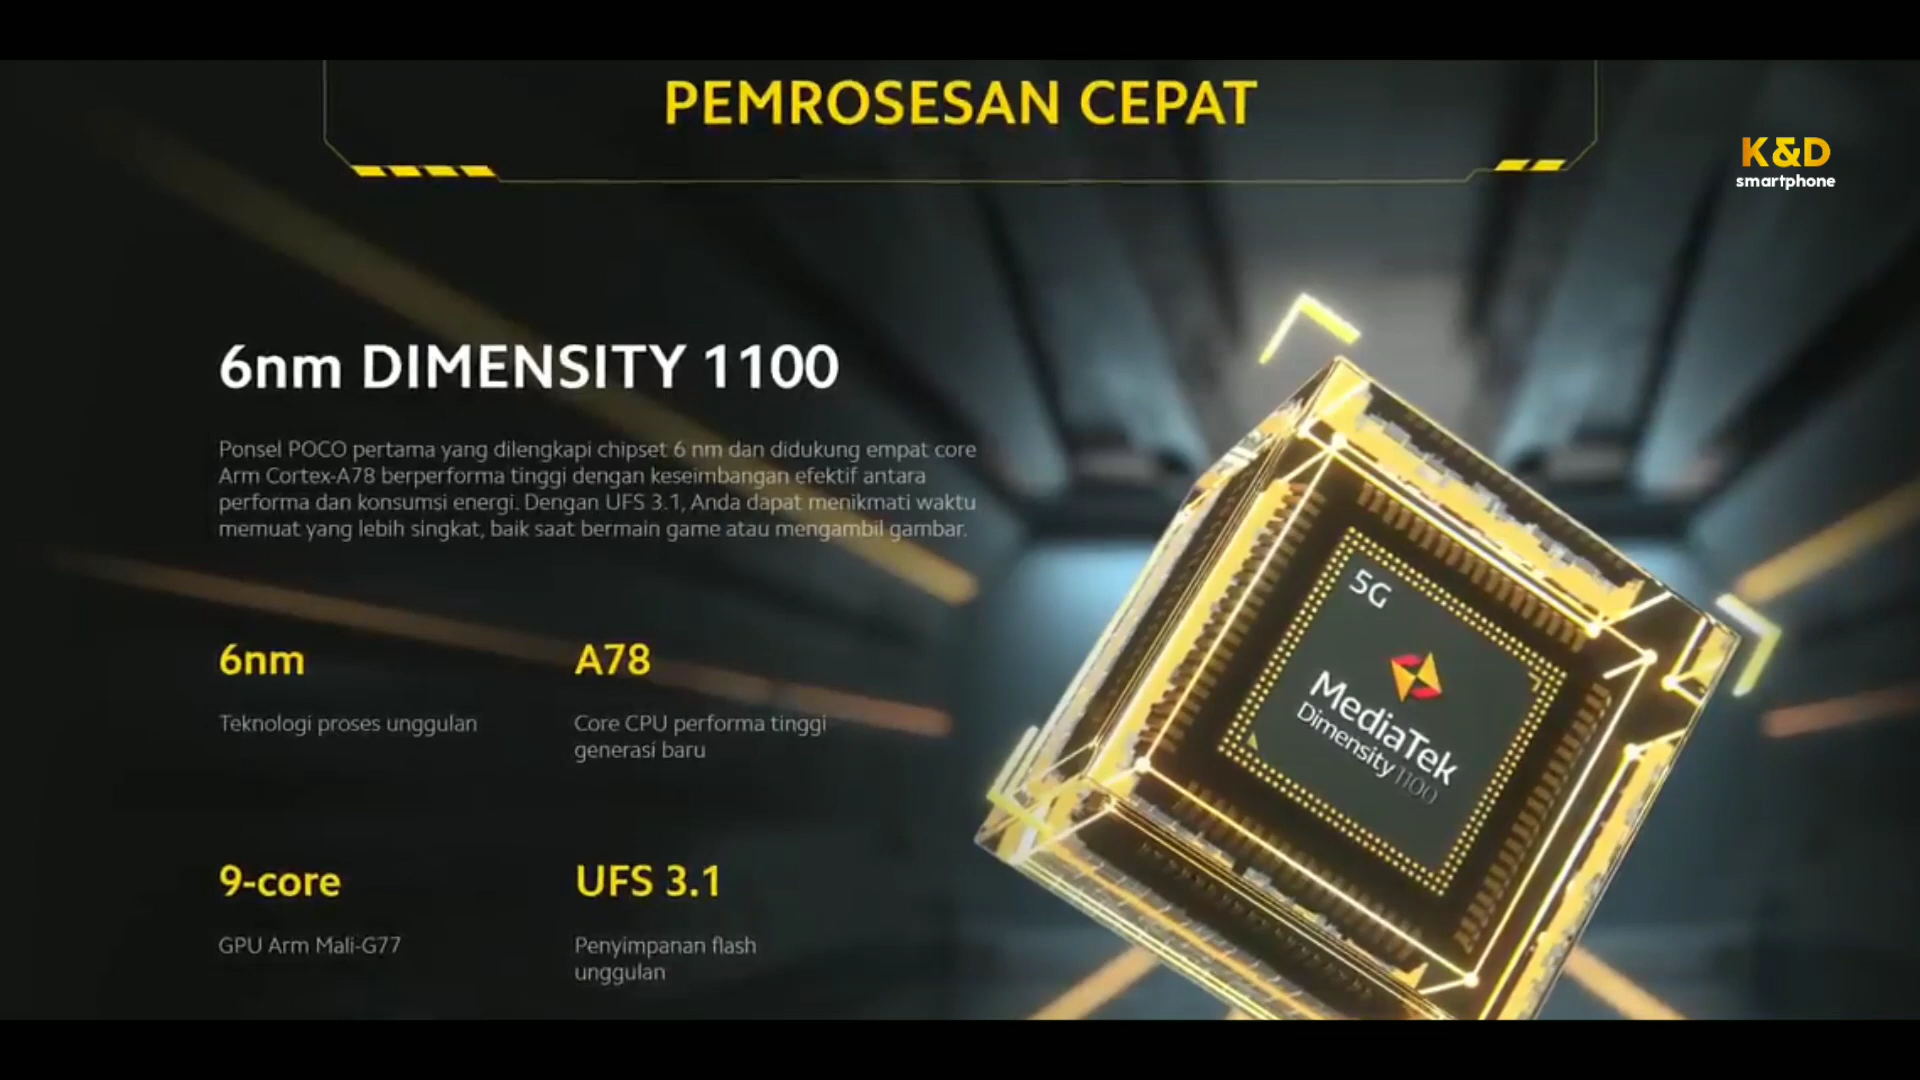 PEMROSESAN CEPAT
K&D
smartphone
6nm DIMENSITY 1100
Ponsel POCO pertama yang dilengkapi chipset 6 nm dan didukung empat core
Arm Cortex-A78 berperforma tinggi dengan keseimbangan efektif antara
performa dan konsumsi energi. Dengan UFS 3.1, Anda dapat menikmati waktu
memuat yang lebih singkat, baik saat bermain game atau mengambil gambar.
6nm
Teknologi proses unggulan
A78
Core CPU performa tinggi
generasi baru
9-core
GPU Arm Mali-G77
UFS 3.1
Penyimpanan flash
unggulan
5G
MediaTek
Dimensity 1100